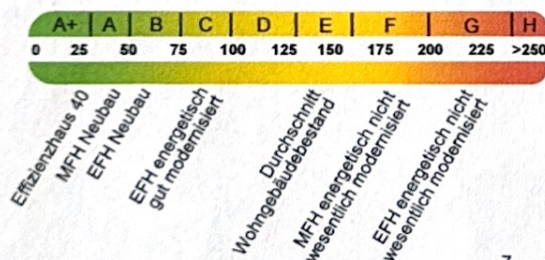 A+ A B C D E F G H
0 25 50 75 100 125 150 175 200 225 >250
Effizienzhaus 40
MFH Neubau
EFH Neubau
EFH energetisch
gut modernisiert
Durchschnitt
Wohngebäudebestand
MFH energetisch nicht
wesentlich modernisiert
EFH energetisch nicht
wesentlich modernisiert